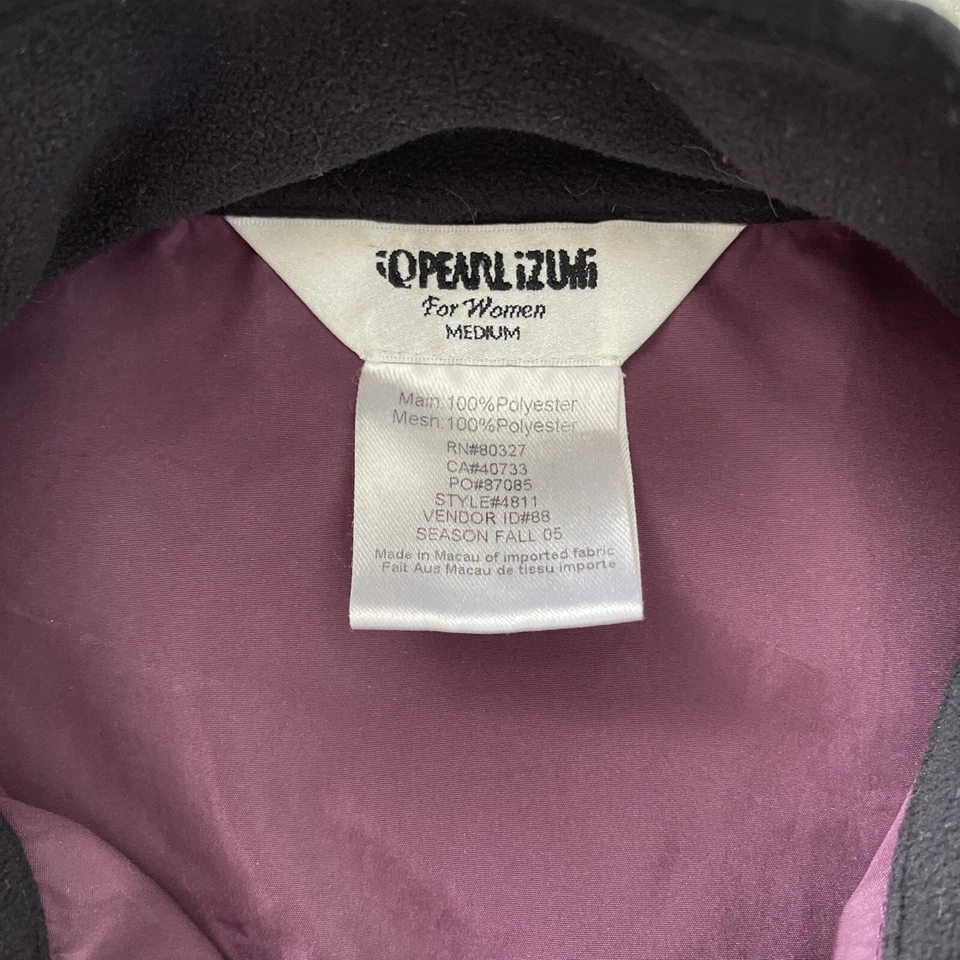 PEARL iZUMi
For Women
MEDIUM
Main:100%Polyester
Mesh:100%Polyester
RN#80327
CA#40733
PO#87085
STYLE#4811
VENDOR ID#88
SEASON FALL 05
Made in Macau of imported fabric
Fait Aus Macau de tissu importe